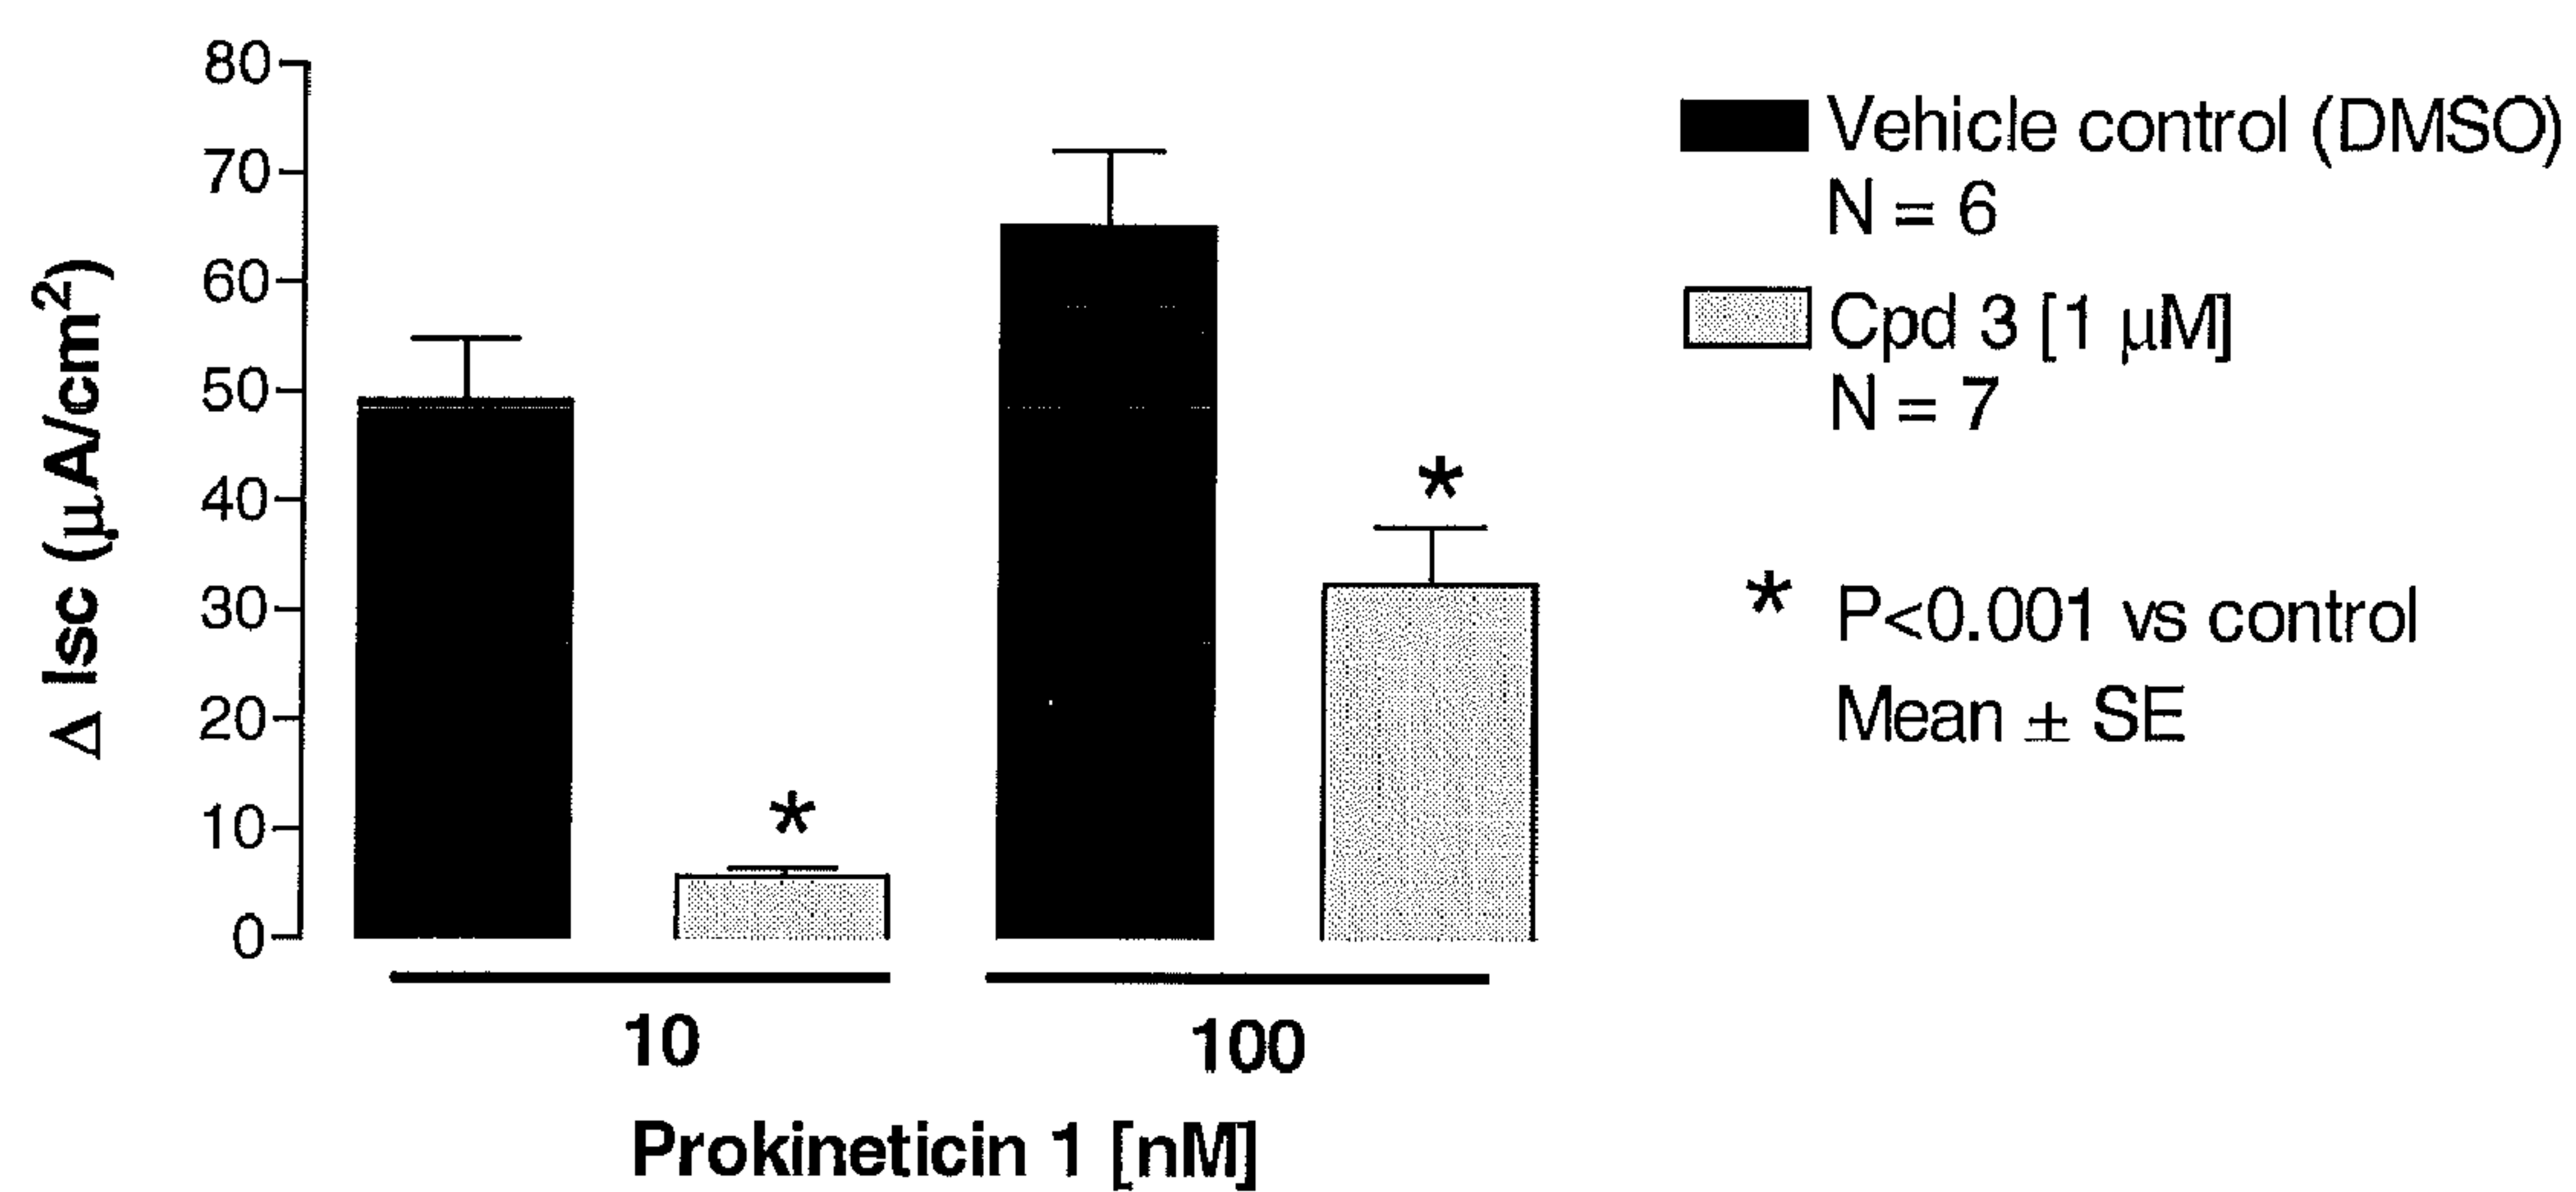 Δ Isc (μA/cm²)
80
70
60
50
40
30
20
10
0
*
*
10
100
Prokineticin 1 [nM]
Vehicle control (DMSO)
N = 6
Cpd 3 [1 μM]
N = 7
* P<0.001 vs control
Mean ± SE